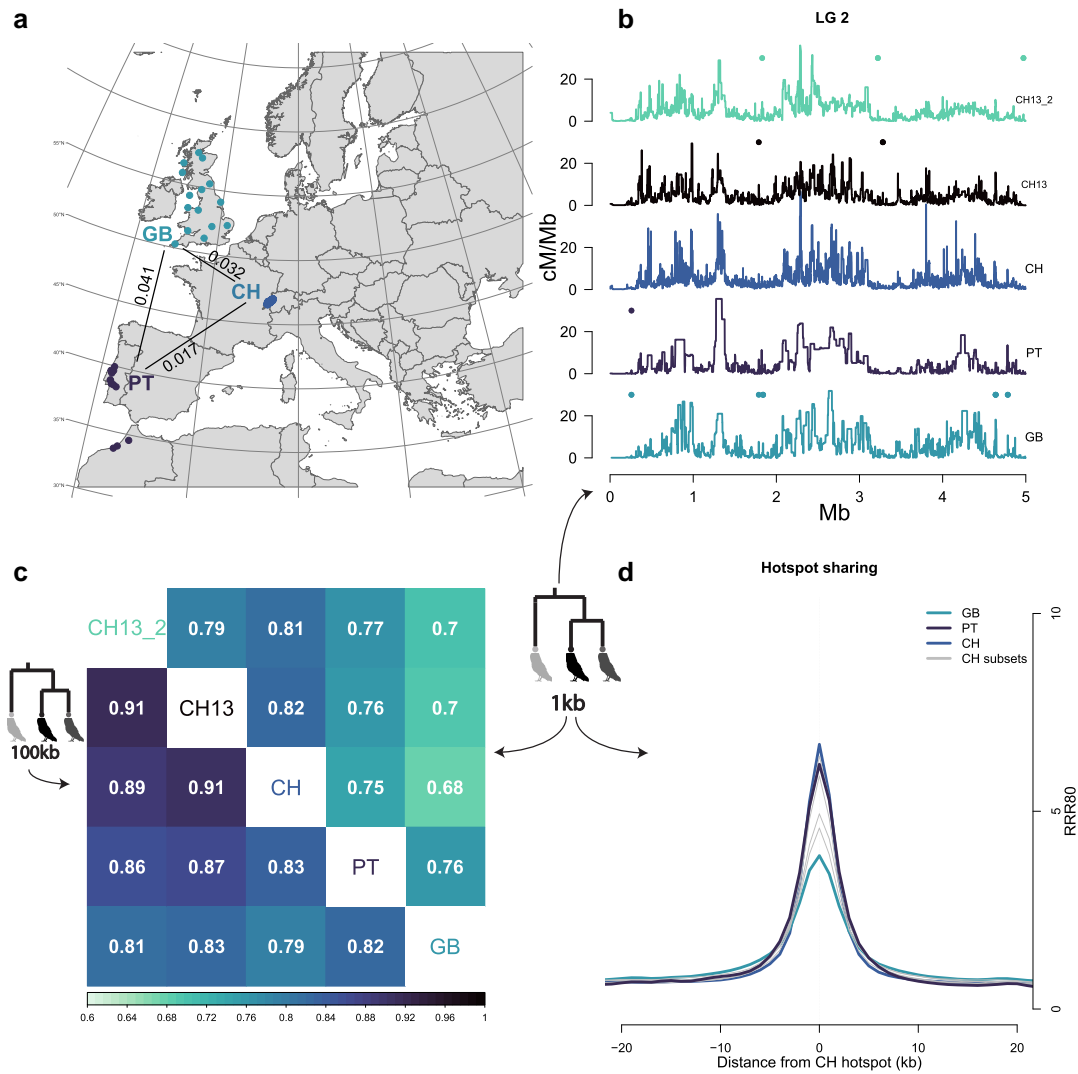 a
55°N
50°N
45°N
40°N
35°N
30°N
GB
0.032
CH
0.041
0.017
PT
b
LG 2
cM/Mb
20
0
CH13_2
20
0
CH13
20
0
CH
20
0
PT
20
0
GB
0 1 2 3 4 5
Mb
c
CH13_2 0.79 0.81 0.77 0.7
0.91 CH13 0.82 0.76 0.7
0.89 0.91 CH 0.75 0.68
0.86 0.87 0.83 PT 0.76
0.81 0.83 0.79 0.82 GB
0.6 0.64 0.68 0.72 0.76 0.8 0.84 0.88 0.92 0.96 1
100kb
1kb
d
Hotspot sharing
GB
PT
CH
CH subsets
10
5
0
RRR80
−20 −10 0 10 20
Distance from CH hotspot (kb)